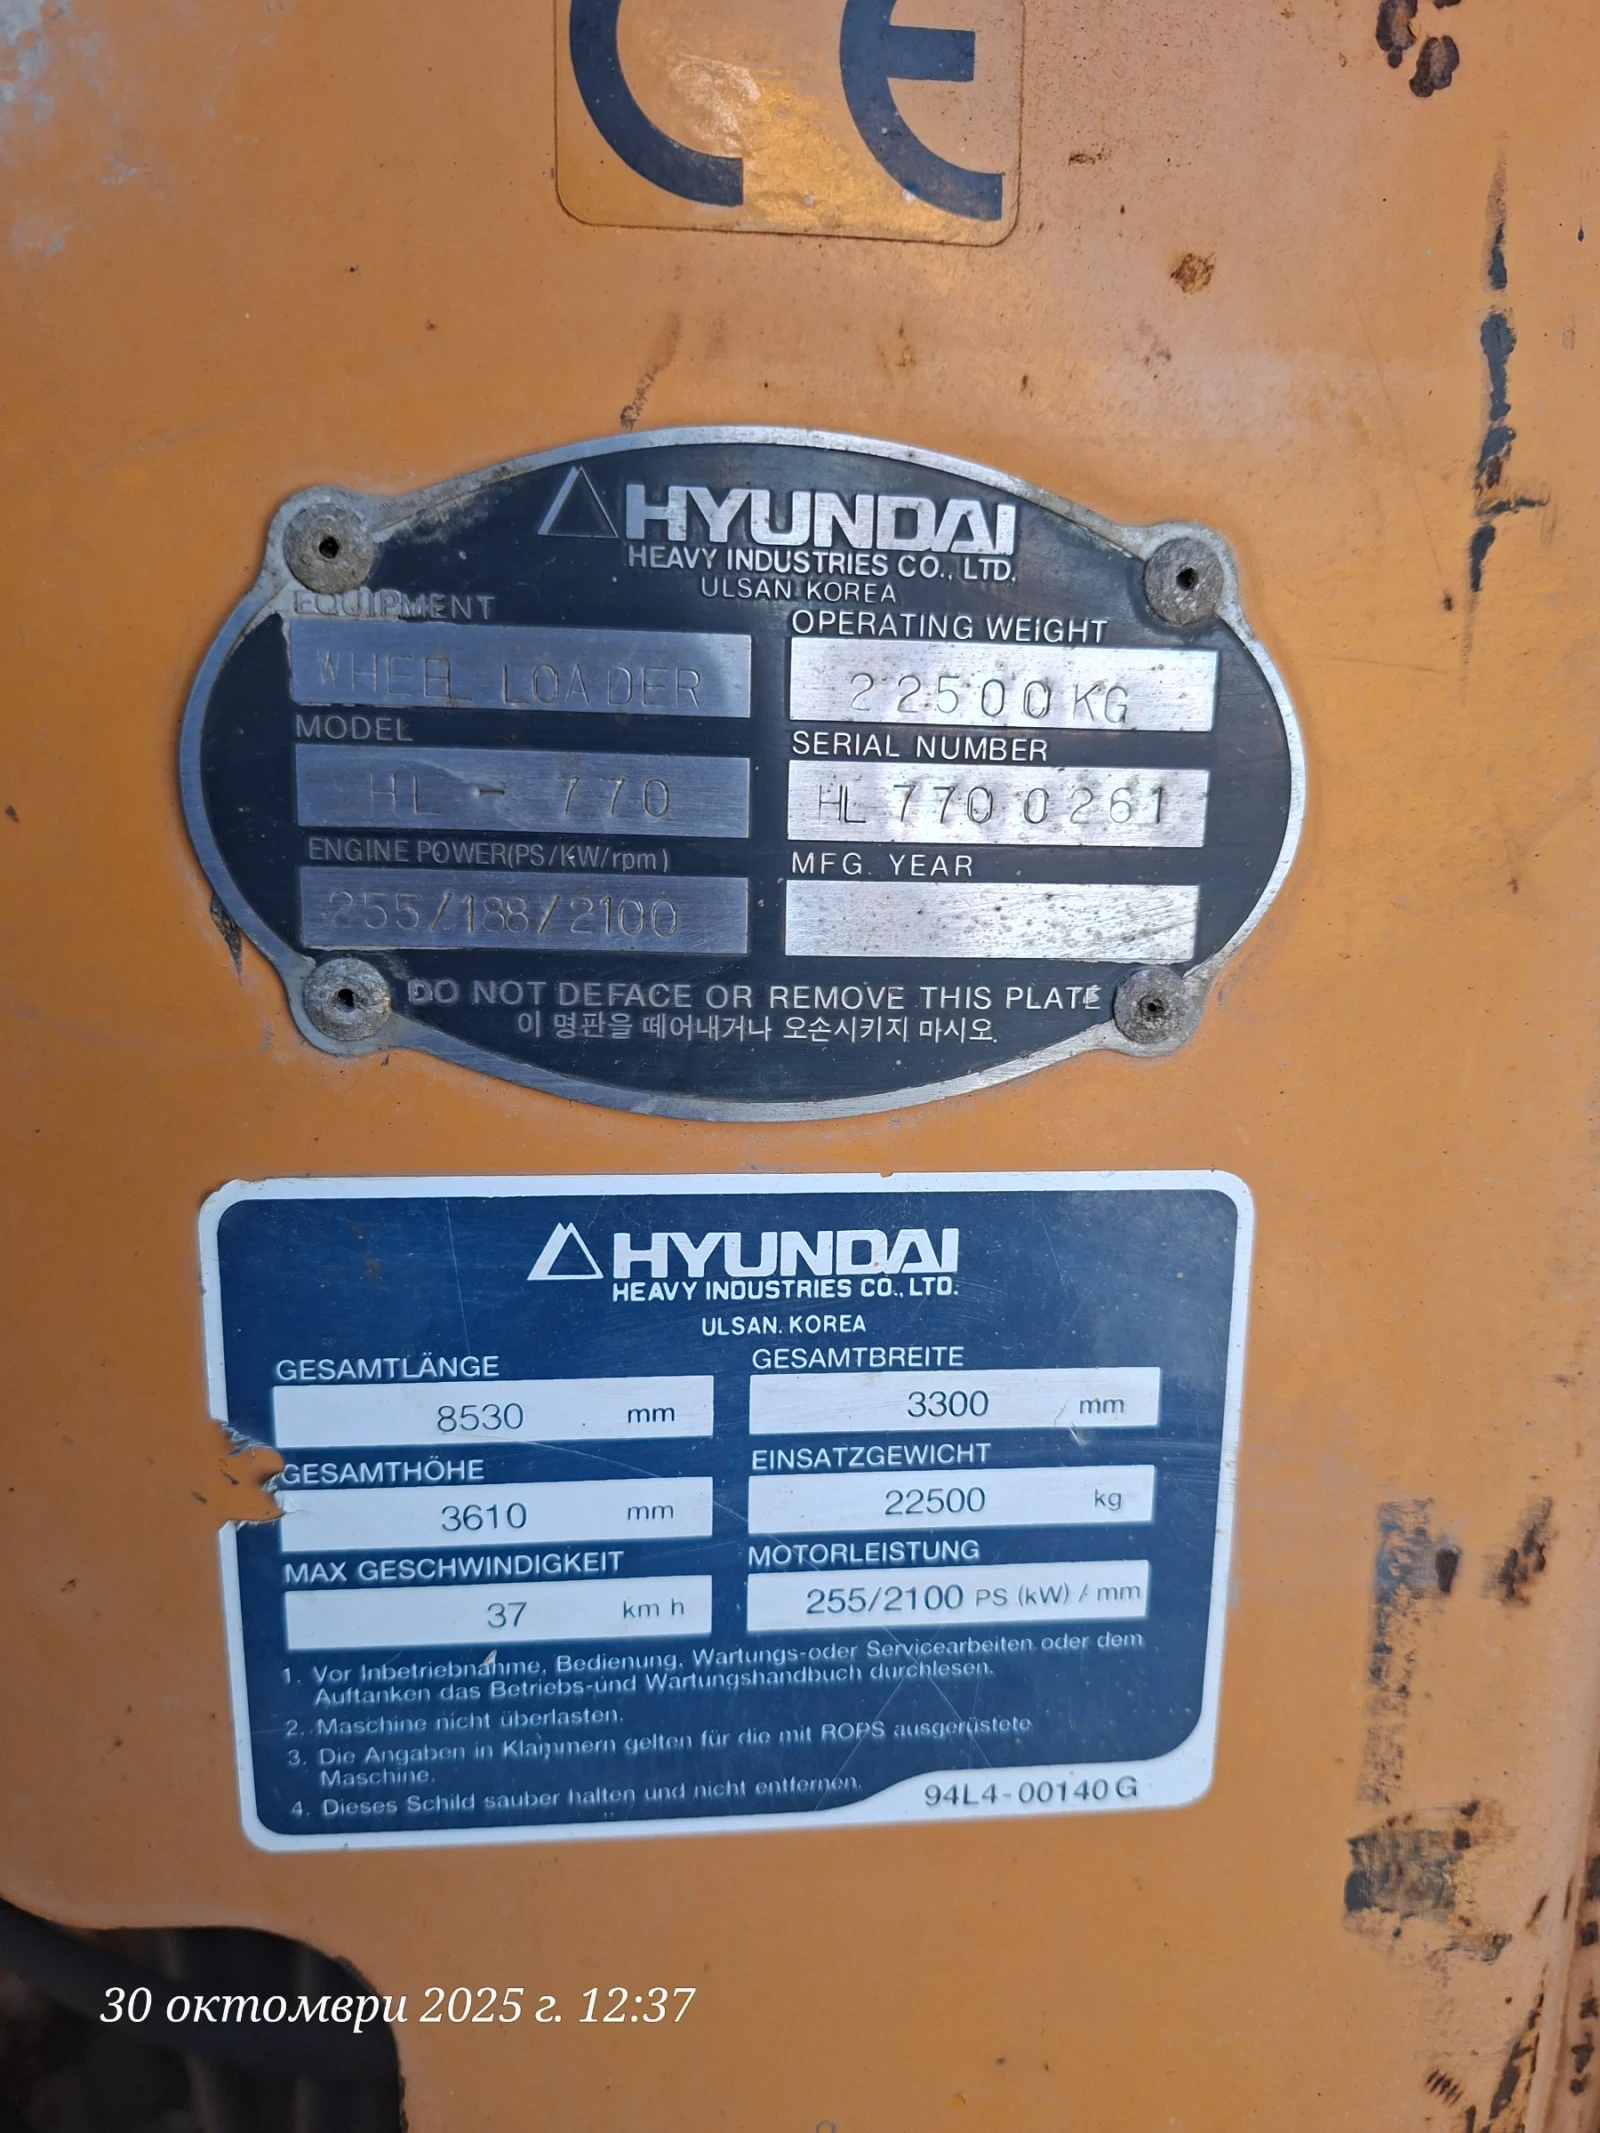 CE
HYUNDAI
HEAVY INDUSTRIES CO., LTD.
ULSAN KOREA
EQUIPMENT
WHEEL LOADER
OPERATING WEIGHT
22500KG
MODEL
HL - 770
SERIAL NUMBER
HL7700261
ENGINE POWER(PS/KW/rpm)
255/188/2100
MFG. YEAR
DO NOT DEFACE OR REMOVE THIS PLATE
이 명판을 떼어내거나 오손시키지 마시오.
HYUNDAI
HEAVY INDUSTRIES CO., LTD.
ULSAN. KOREA
GESAMTLÄNGE
8530 mm
GESAMTBREITE
3300 mm
GESAMTHÖHE
3610 mm
EINSATZGEWICHT
22500 kg
MAX GESCHWINDIGKEIT
37 km h
MOTORLEISTUNG
255/2100 PS (kW) / mm
1. Vor Inbetriebnahme, Bedienung, Wartungs-oder Servicearbeiten oder dem
Auftanken das Betriebs-und Wartungshandbuch durchlesen.
2. Maschine nicht überlasten.
3. Die Angaben in Klammern gelten für die mit ROPS ausgerüstete
Maschine.
4. Dieses Schild sauber halten und nicht entfernen.
94L4-00140G
30 октомври 2025 г. 12:37